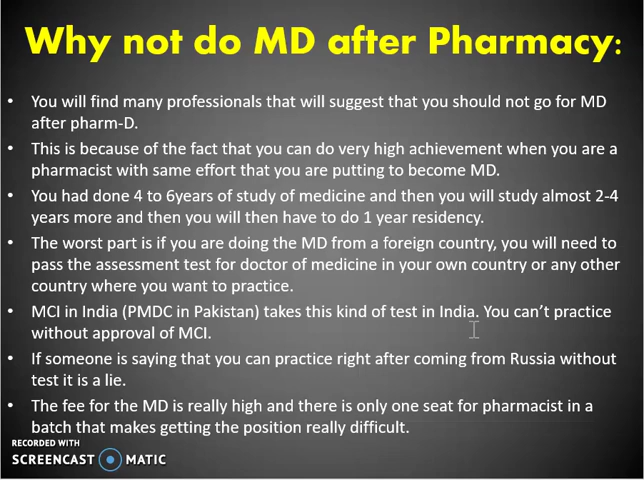 Why not do MD after Pharmacy:
• You will find many professionals that will suggest that you should not go for MD
after pharm-D.
• This is because of the fact that you can do very high achievement when you are a
pharmacist with same effort that you are putting to become MD.
• You had done 4 to 6years of study of medicine and then you will study almost 2-4
years more and then you will then have to do 1 year residency.
• The worst part is if you are doing the MD from a foreign country, you will need to
pass the assessment test for doctor of medicine in your own country or any other
country where you want to practice.
• MCI in India (PMDC in Pakistan) takes this kind of test in India. You can’t practice
without approval of MCI.
• If someone is saying that you can practice right after coming from Russia without
test it is a lie.
• The fee for the MD is really high and there is only one seat for pharmacist in a
batch that makes getting the position really difficult.
RECORDED WITH
SCREENCAST MATIC